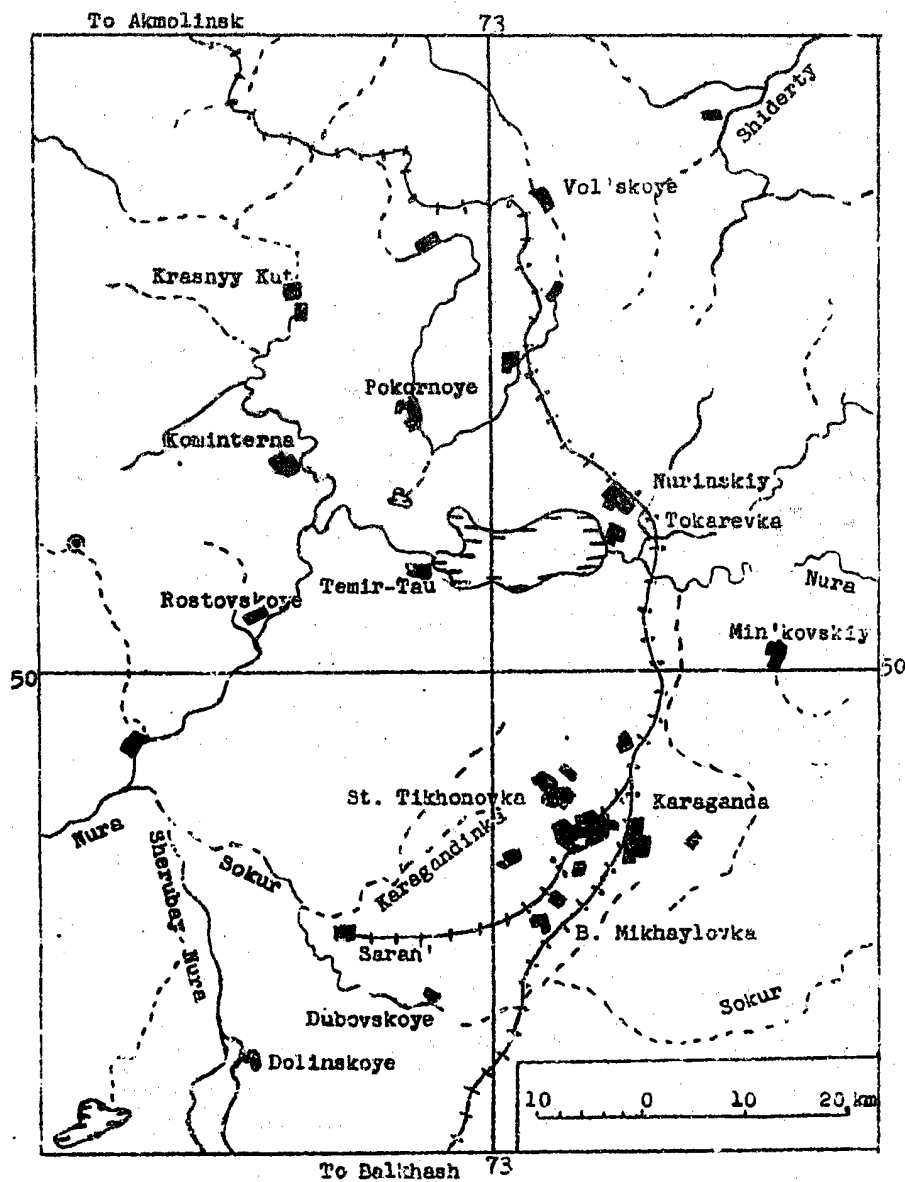 To Akmolinsk
73
Shiderty
Vol'skoye
Krasnyy Kut
Pokornoye
Kominterna
Nurinskiy
Tokarevka
Temir-Tau
Nura
Rostovskoye
Min'kovskiy
50
50
St. Tikhonovka
Karaganda
Nura
Sokur
Karagandinka
Sherubay Nura
B. Mikhaylovka
Saran'
Sokur
Dubovskoye
Dolinskoye
10 0 10 20 km
To Balkhash
73